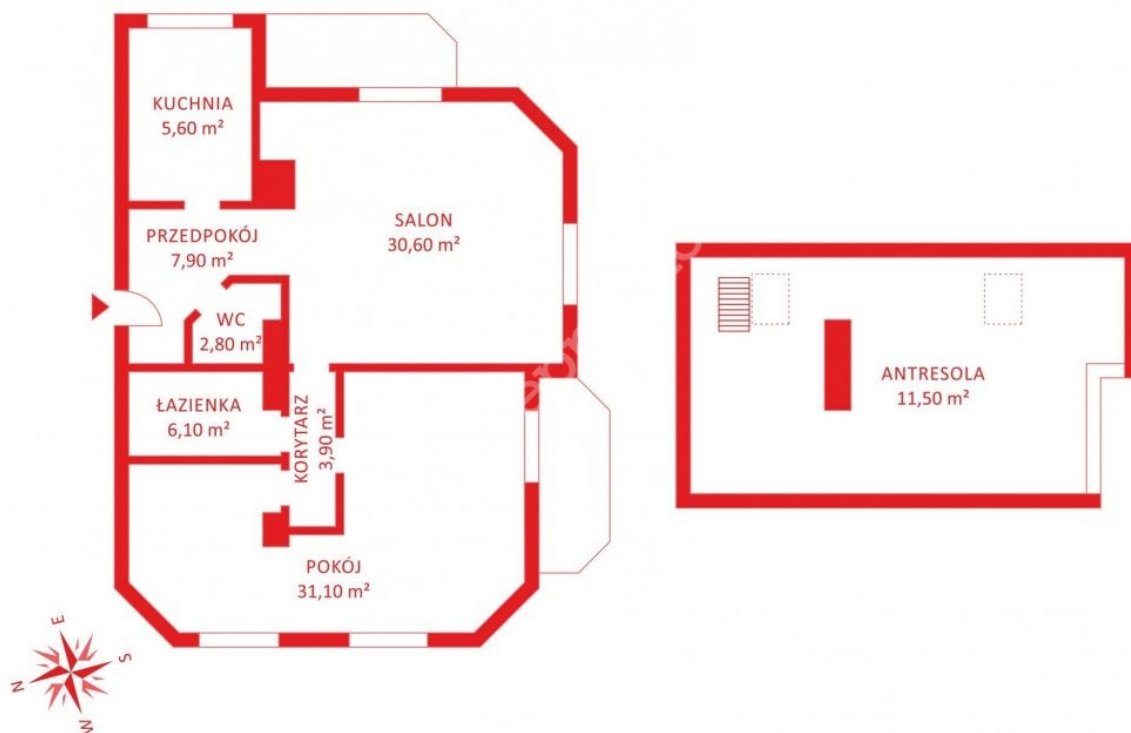 KUCHNIA
5,60 m²
PRZEDPOKÓJ
7,90 m²
SALON
30,60 m²
WC
2,80 m²
ŁAZIENKA
6,10 m²
KORYTARZ
3,90 m²
POKÓJ
31,10 m²
ANTRESOLA
11,50 m²
E
S
N
W